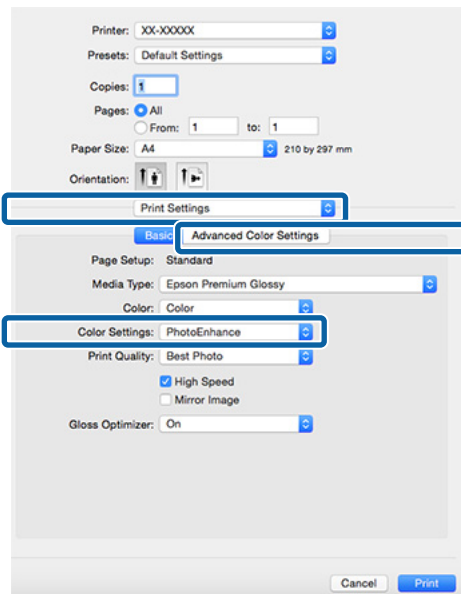 Printer: XX-XXXXX
Presets: Default Settings
Copies: 1
Pages: All
From: 1 to: 1
Paper Size: A4 210 by 297 mm
Orientation:
Print Settings
Basic Advanced Color Settings
Page Setup: Standard
Media Type: Epson Premium Glossy
Color: Color
Color Settings: PhotoEnhance
Print Quality: Best Photo
High Speed
Mirror Image
Gloss Optimizer: On
Cancel Print